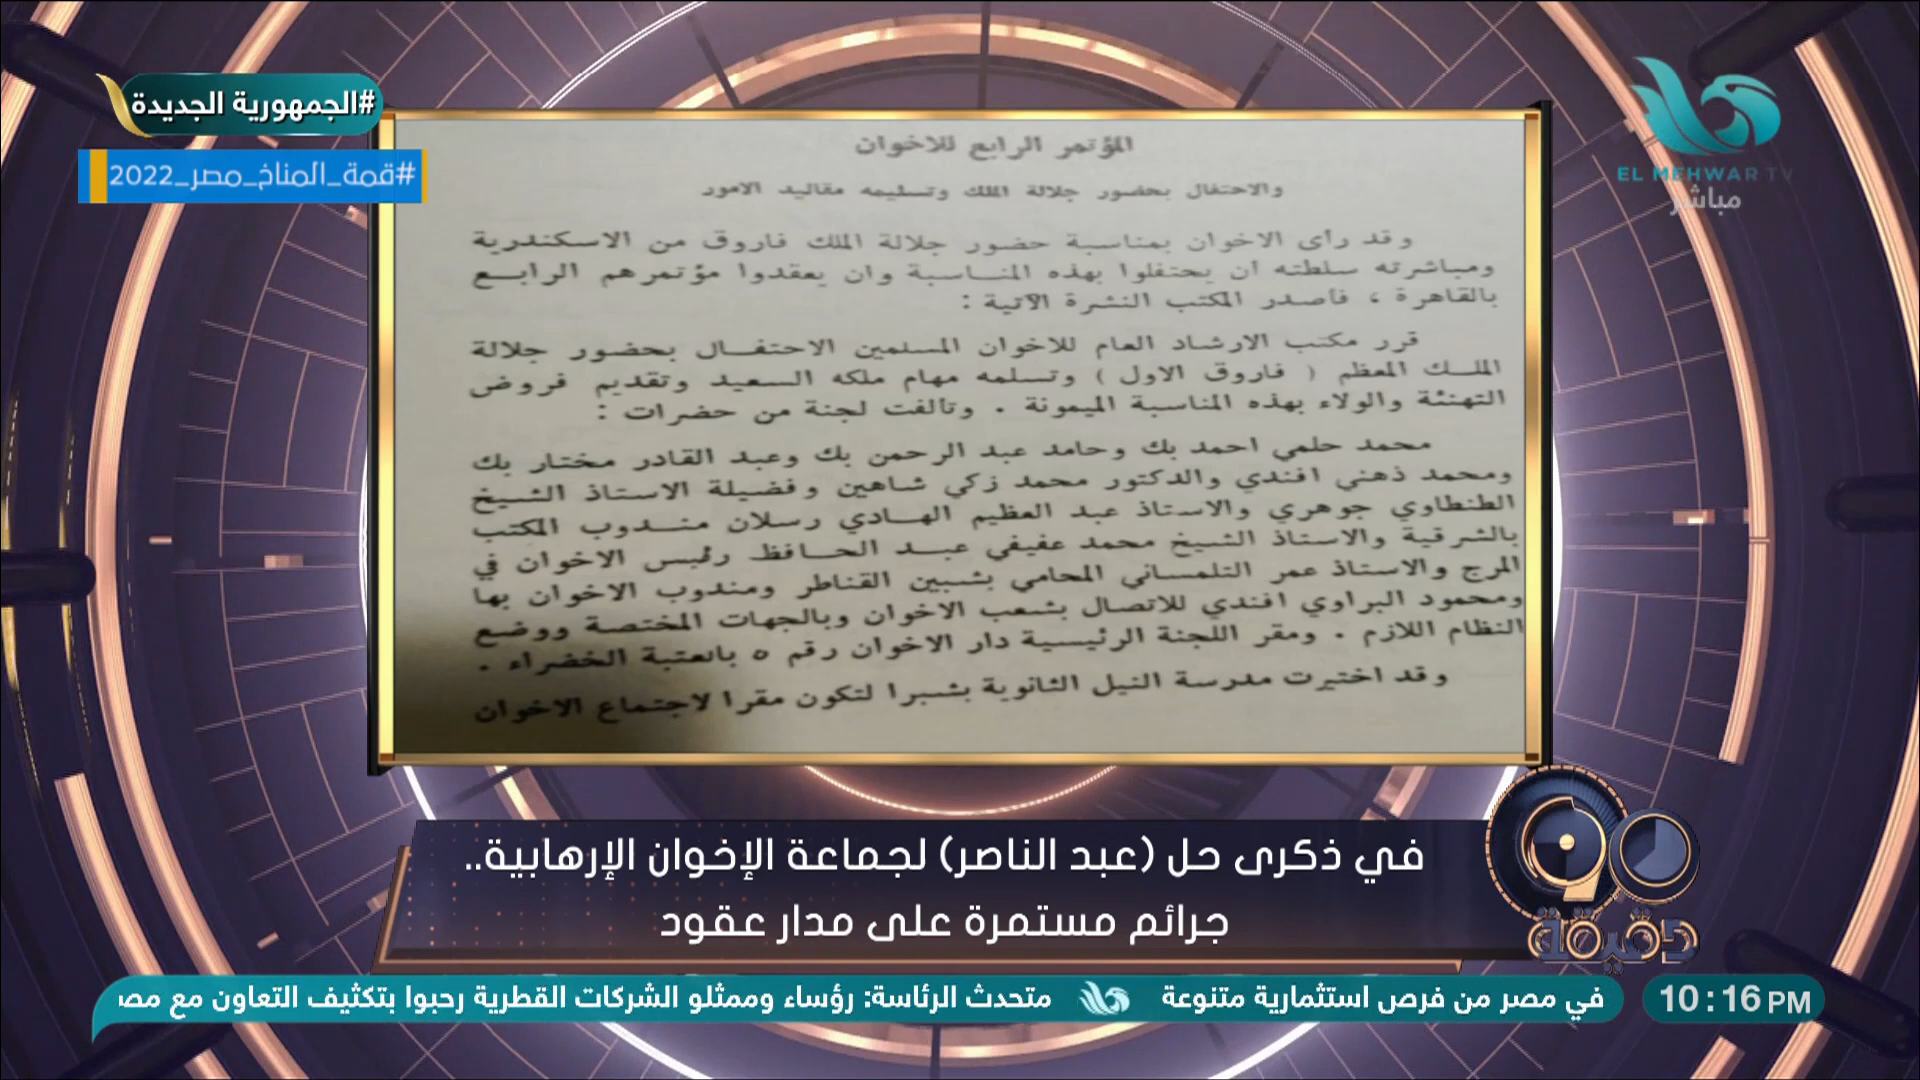 #الجمهورية الجديدة
#قمة_المناخ_مصر_2022
EL MEHWAR TV
مباشر
المؤتمر الرابع للاخوان
والاحتفال بحضور جلالة الملك وتسليمه مقاليد الامور
وقد رأى الاخوان بمناسبة حضور جلالة الملك فاروق من الاسكندرية
ومباشرته سلطته ان يحتفلوا بهذه المناسبة وان يعقدوا مؤتمرهم الرابع
بالقاهرة ، فأصدر المكتب النشرة الآتية :
قرر مكتب الارشاد العام للاخوان المسلمين الاحتفال بحضور جلالة
الملك المعظم ( فاروق الاول ) وتسلمه مهام ملكه السعيد وتقديم فروض
التهنئة والولاء بهذه المناسبة الميمونة . وتألفت لجنة من حضرات :
محمد حلمي احمد بك وحامد عبد الرحمن بك وعبد القادر مختار بك
ومحمد ذهني افندي والدكتور محمد زكي شاهين وفضيلة الاستاذ الشيخ
الطنطاوي جوهري والاستاذ عبد العظيم الهادي رسلان مندوب المكتب
بالشرقية والاستاذ الشيخ محمد عفيفي عبد الحافظ رئيس الاخوان في
المرج والاستاذ عمر التلمساني المحامي بشبين القناطر ومندوب الاخوان بها
ومحمود البراوي افندي للاتصال بشعب الاخوان وبالجهات المختصة ووضع
النظام اللازم . ومقر اللجنة الرئيسية دار الاخوان رقم ٥ بالعتبة الخضراء .
وقد اختيرت مدرسة النيل الثانوية بشبرا لتكون مقرا لاجتماع الاخوان
في ذكرى حل (عبد الناصر) لجماعة الإخوان الإرهابية..
جرائم مستمرة على مدار عقود
90
دقيقة
في مصر من فرص استثمارية متنوعة متحدث الرئاسة: رؤساء وممثلو الشركات القطرية رحبوا بتكثيف التعاون مع مصر
10:16 PM